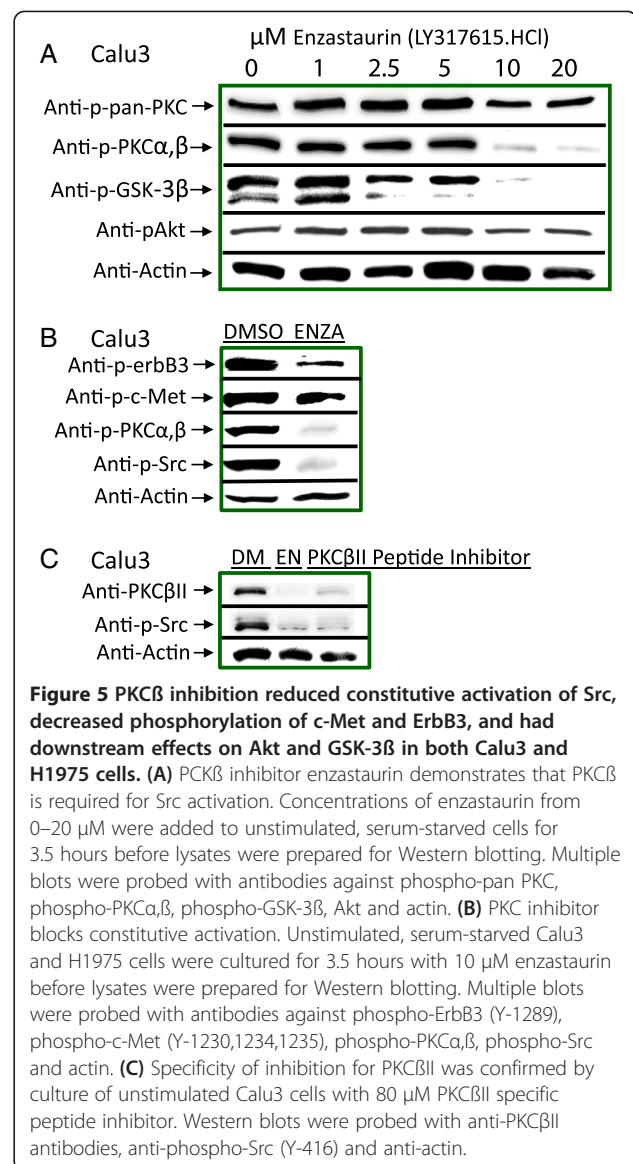 A
Calu3
µM Enzastaurin (LY317615.HCl)
0 1 2.5 5 10 20
Anti-p-pan-PKC
Anti-p-PKCα,β
Anti-p-GSK-3β
Anti-pAkt
Anti-Actin
B
Calu3
DMSO ENZA
Anti-p-erbB3
Anti-p-c-Met
Anti-p-PKCα,β
Anti-p-Src
Anti-Actin
C
Calu3
DM EN PKCβII Peptide Inhibitor
Anti-PKCβII
Anti-p-Src
Anti-Actin
Figure 5 PKCß inhibition reduced constitutive activation of Src,
decreased phosphorylation of c-Met and ErbB3, and had
downstream effects on Akt and GSK-3ß in both Calu3 and
H1975 cells. (A) PCKß inhibitor enzastaurin demonstrates that PKCß
is required for Src activation. Concentrations of enzastaurin from
0–20 µM were added to unstimulated, serum-starved cells for
3.5 hours before lysates were prepared for Western blotting. Multiple
blots were probed with antibodies against phospho-pan PKC,
phospho-PKCα,ß, phospho-GSK-3ß, Akt and actin. (B) PKC inhibitor
blocks constitutive activation. Unstimulated, serum-starved Calu3
and H1975 cells were cultured for 3.5 hours with 10 µM enzastaurin
before lysates were prepared for Western blotting. Multiple blots
were probed with antibodies against phospho-ErbB3 (Y-1289),
phospho-c-Met (Y-1230,1234,1235), phospho-PKCα,ß, phospho-Src
and actin. (C) Specificity of inhibition for PKCßII was confirmed by
culture of unstimulated Calu3 cells with 80 µM PKCßII specific
peptide inhibitor. Western blots were probed with anti-PKCβII
antibodies, anti-phospho-Src (Y-416) and anti-actin.